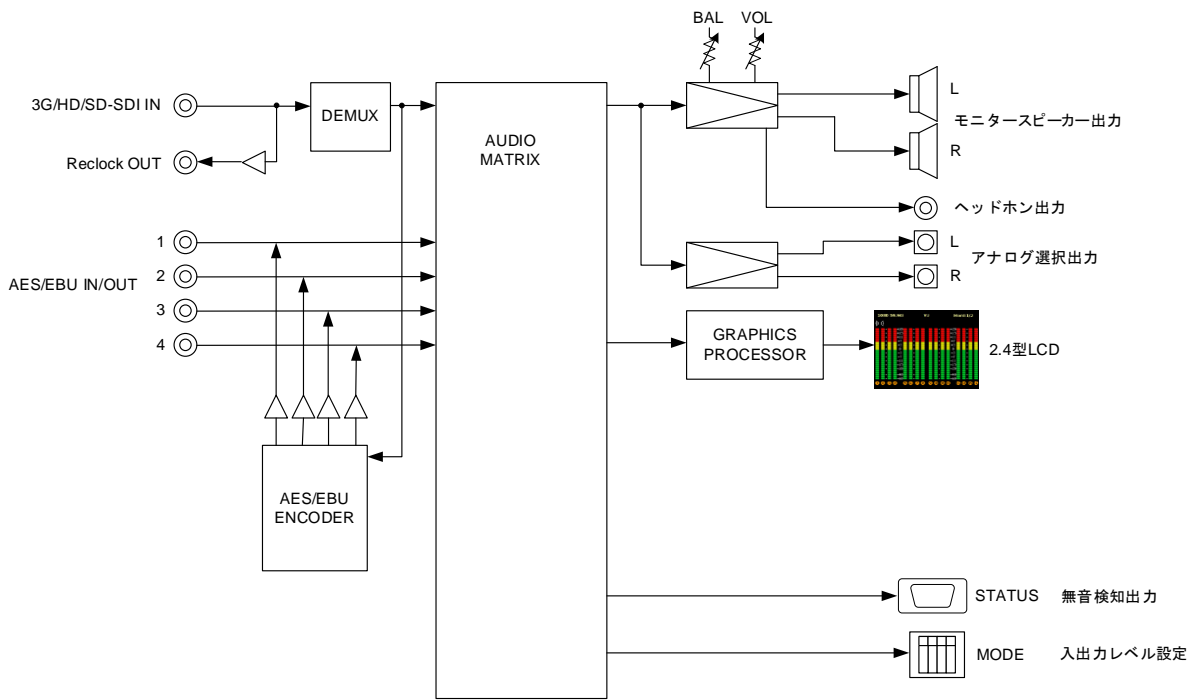 BAL VOL
3G/HD/SD-SDI IN
DEMUX
Reclock OUT
AUDIO
MATRIX
L
モニタースピーカー出力
R
ヘッドホン出力
1
2
3
4
AES/EBU IN/OUT
L
アナログ選択出力
R
GRAPHICS
PROCESSOR
2.4型LCD
AES/EBU
ENCODER
STATUS 無音検知出力
MODE 入出力レベル設定